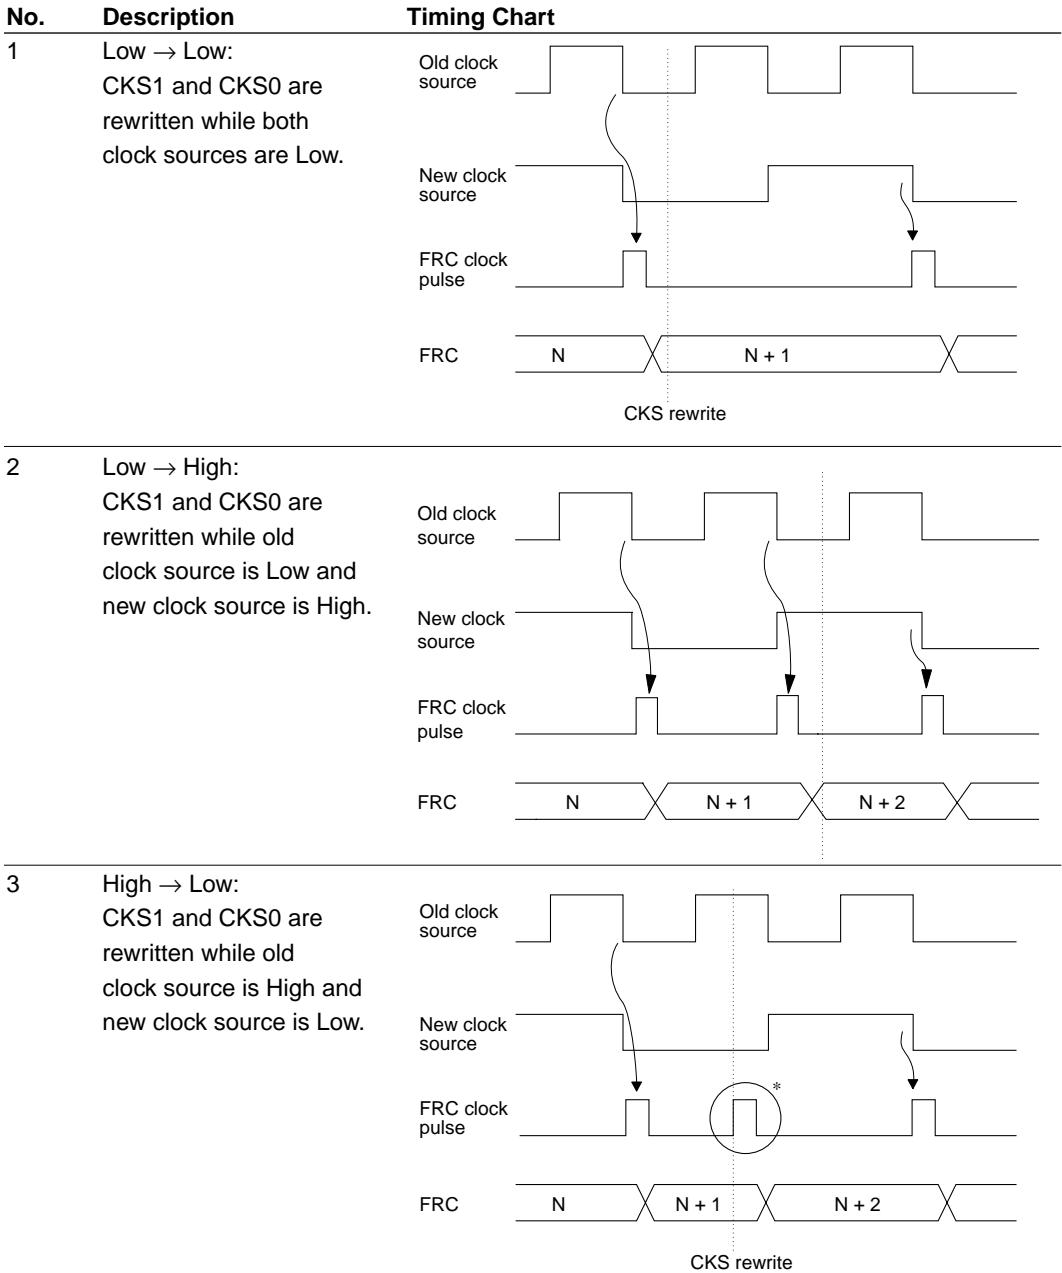 No. Description Timing Chart
1 Low → Low:
CKS1 and CKS0 are
rewritten while both
clock sources are Low.
Old clock
source
New clock
source
FRC clock
pulse
FRC N N + 1
CKS rewrite
2 Low → High:
CKS1 and CKS0 are
rewritten while old
clock source is Low and
new clock source is High.
Old clock
source
New clock
source
FRC clock
pulse
FRC N N + 1 N + 2
3 High → Low:
CKS1 and CKS0 are
rewritten while old
clock source is High and
new clock source is Low.
Old clock
source
New clock
source
*
FRC clock
pulse
FRC N N + 1 N + 2
CKS rewrite